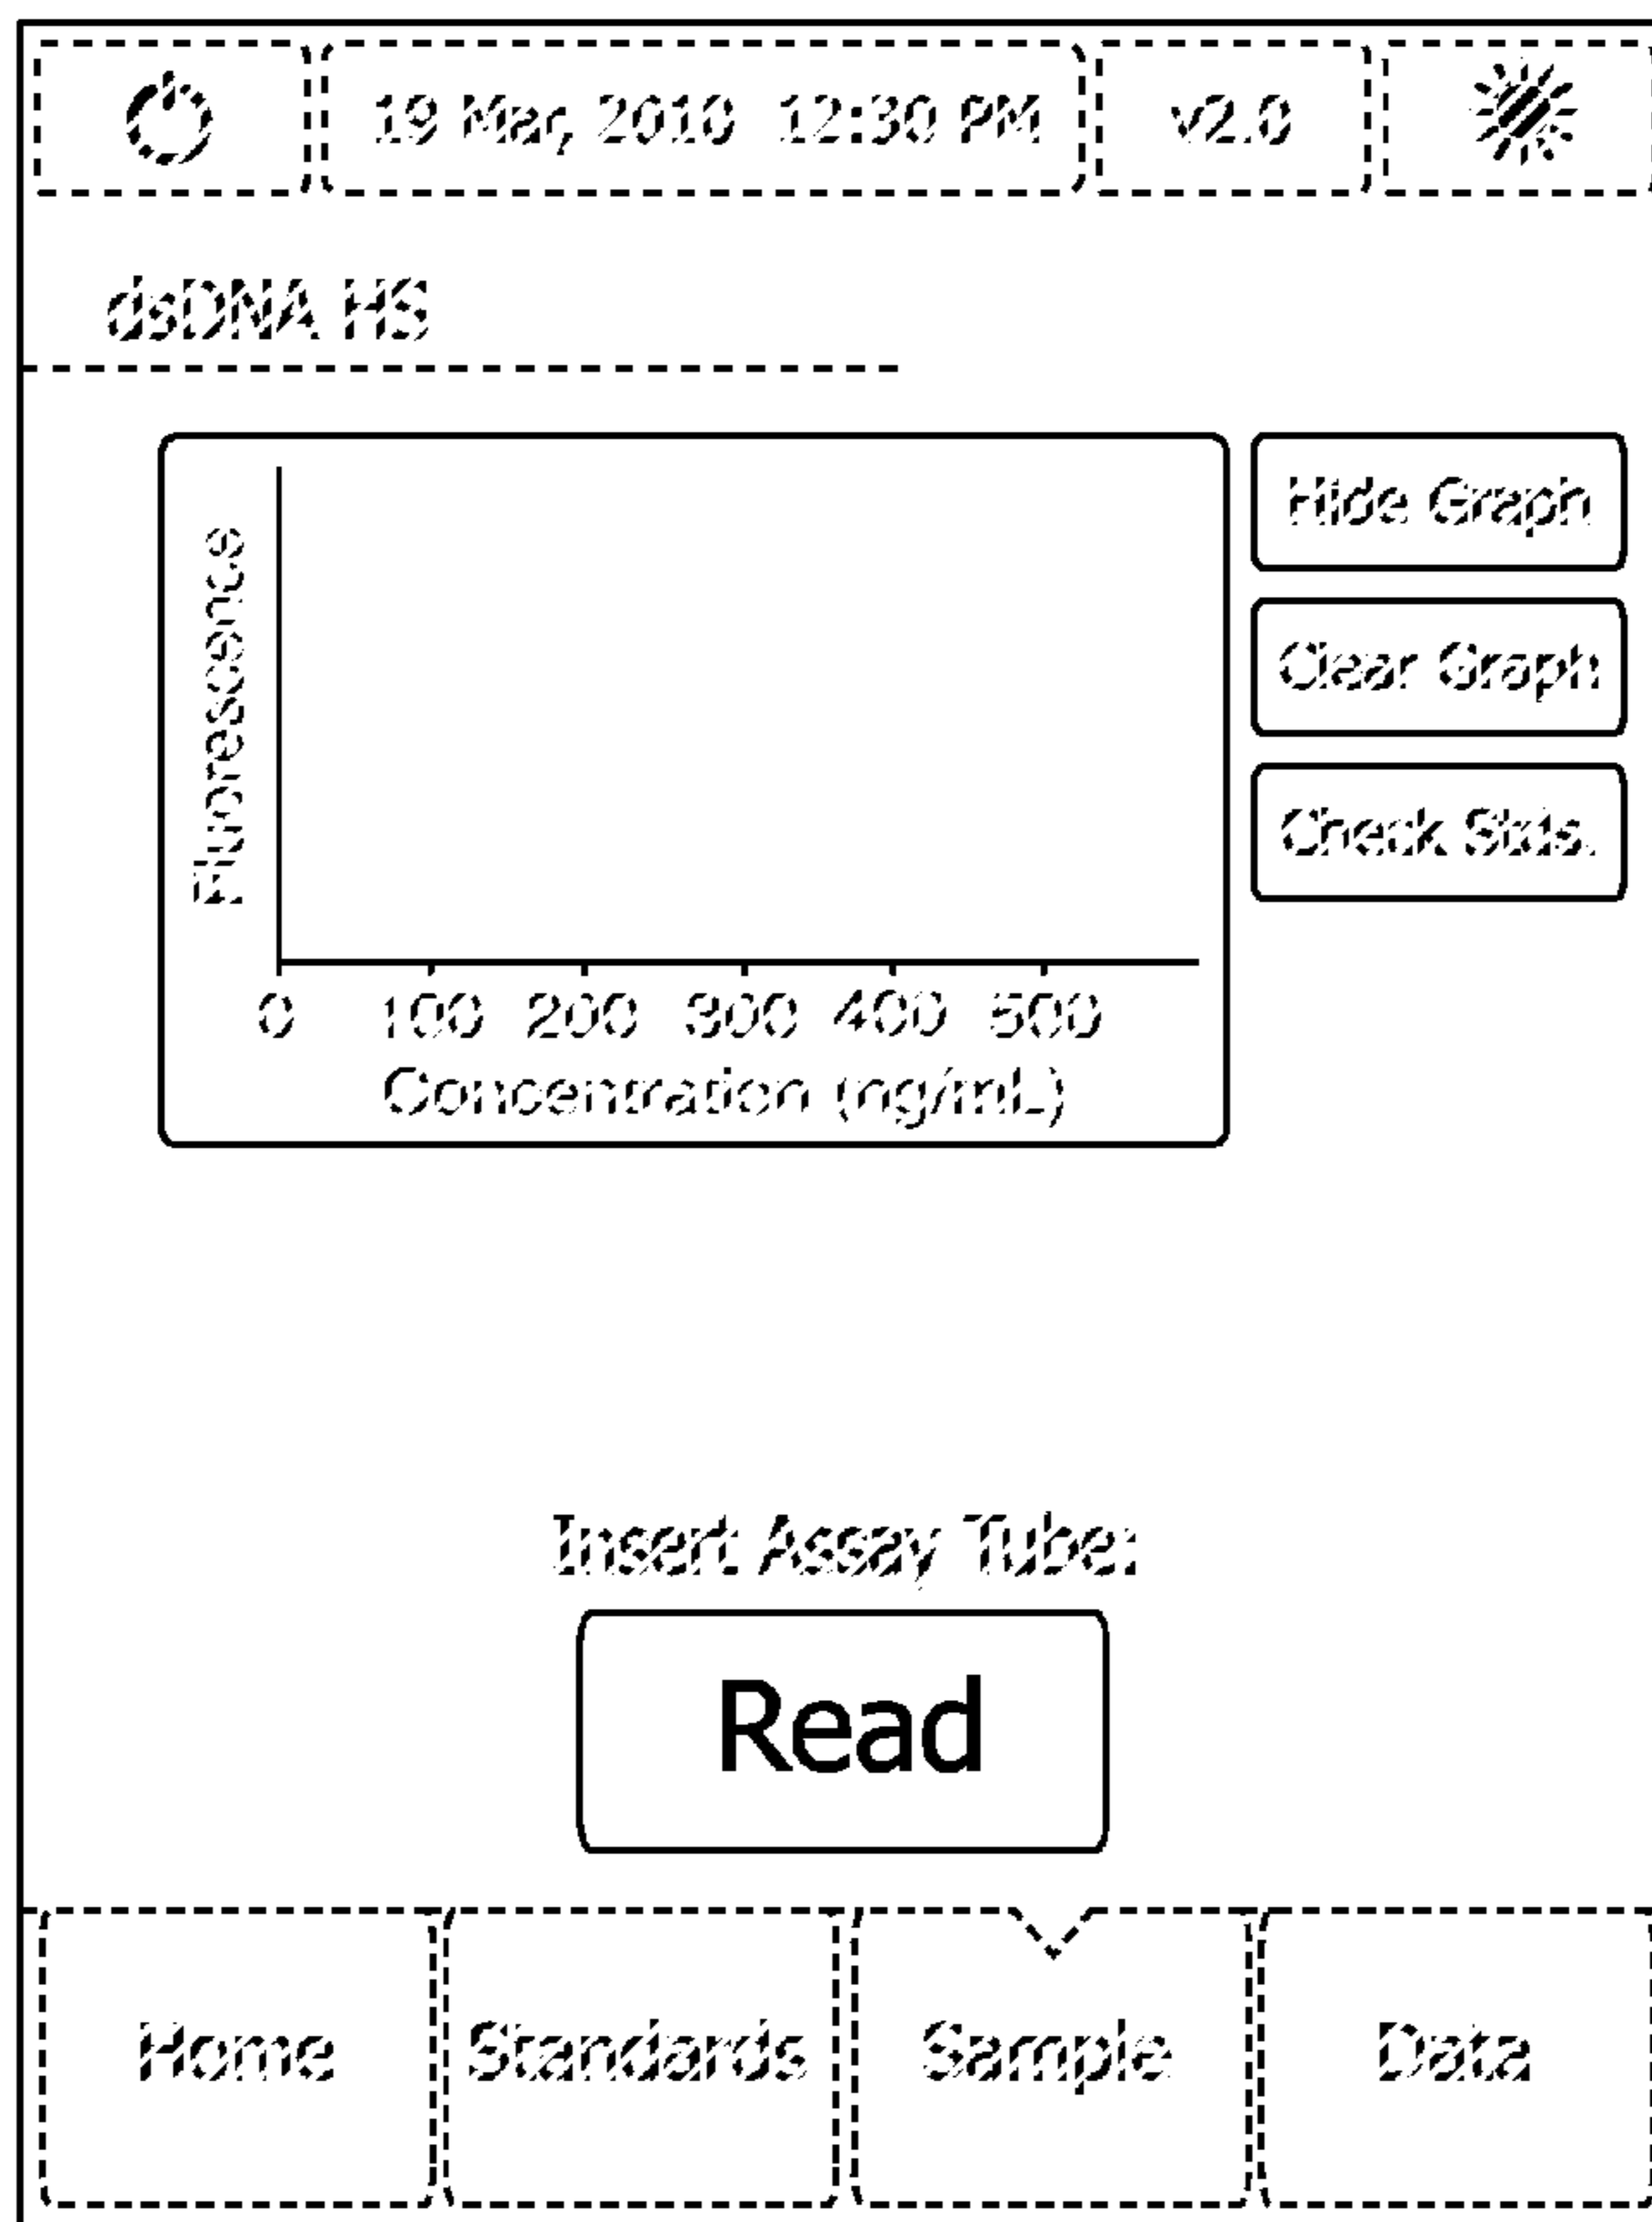 19 Mar, 2010 12:30 PM v2.0
dsDNA HS
Hide Graph
Clear Graph
Check Stds.
Fluorescence
0 100 200 300 400 500
Concentration (ng/mL)
Insert Assay Tube:
Read
Home Standards Sample Data